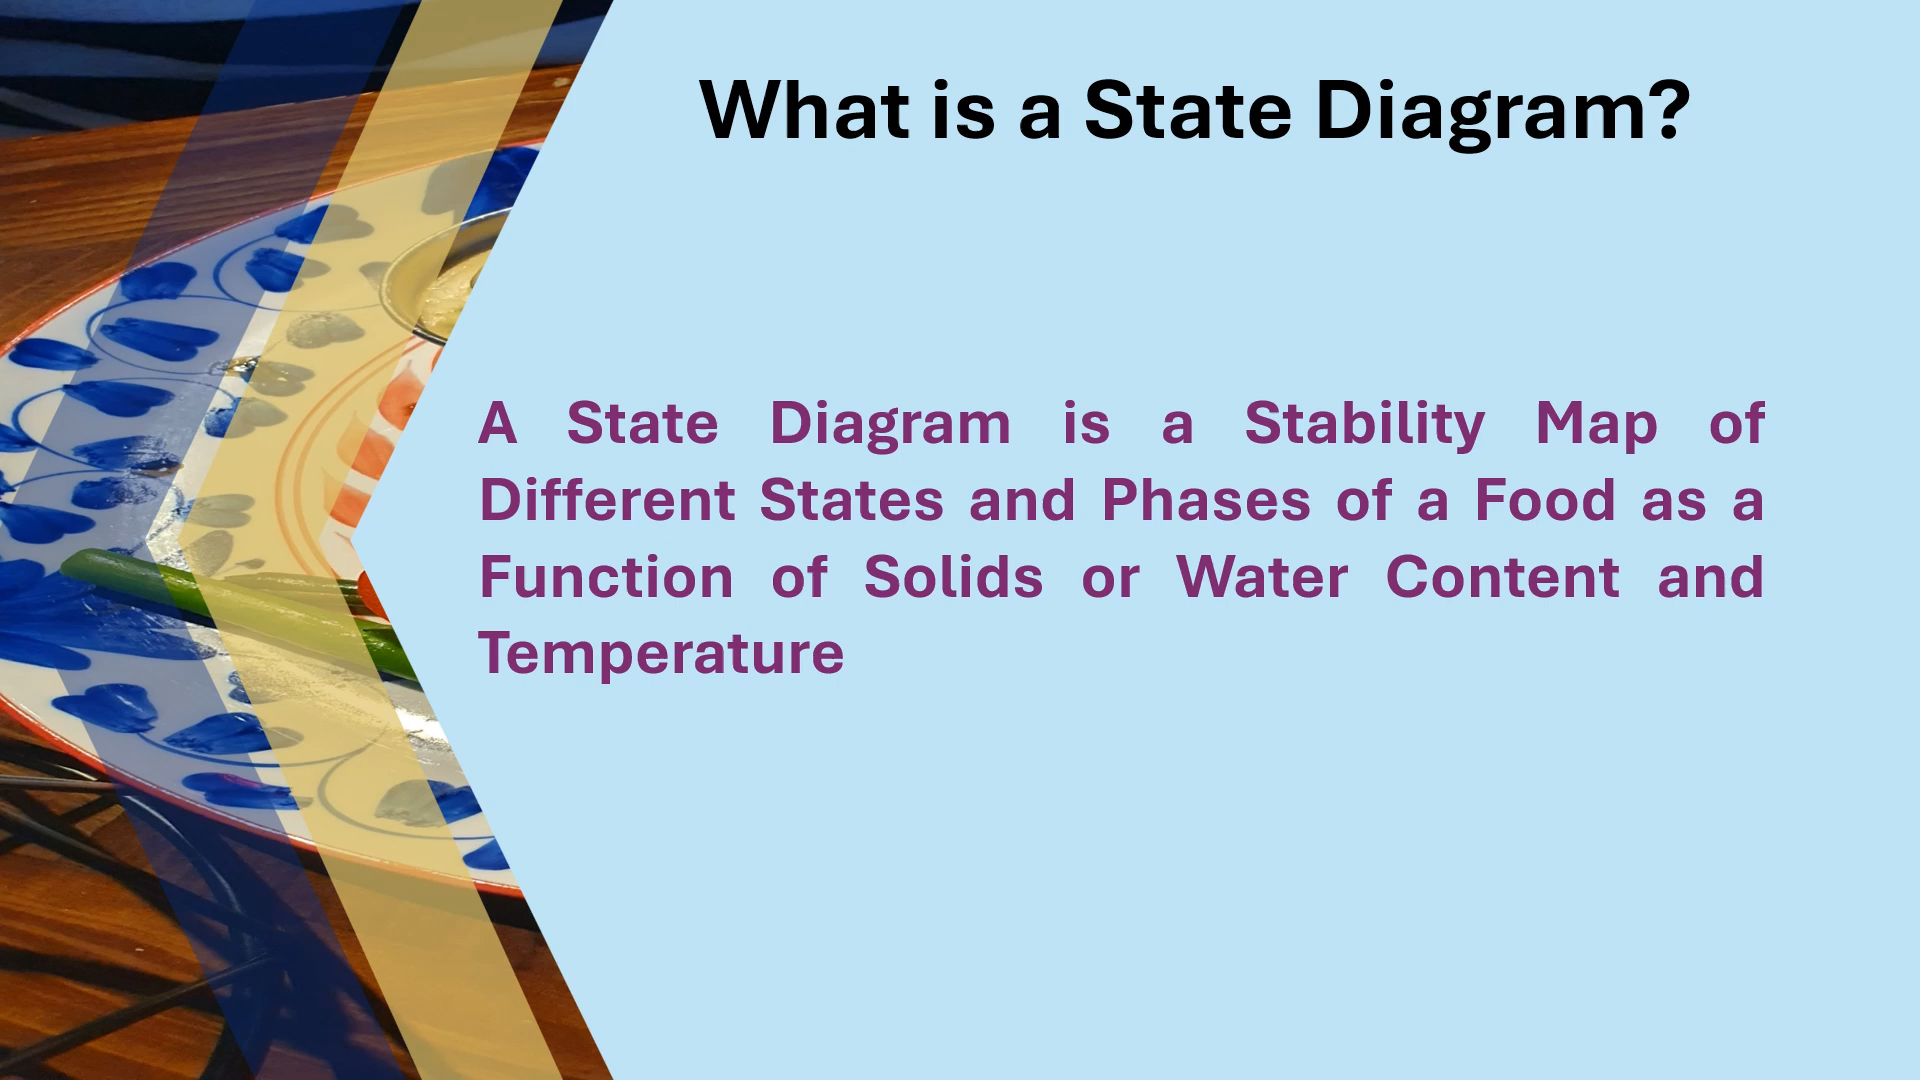 What is a State Diagram?
A State Diagram is a Stability Map of
Different States and Phases of a Food as a
Function of Solids or Water Content and
Temperature